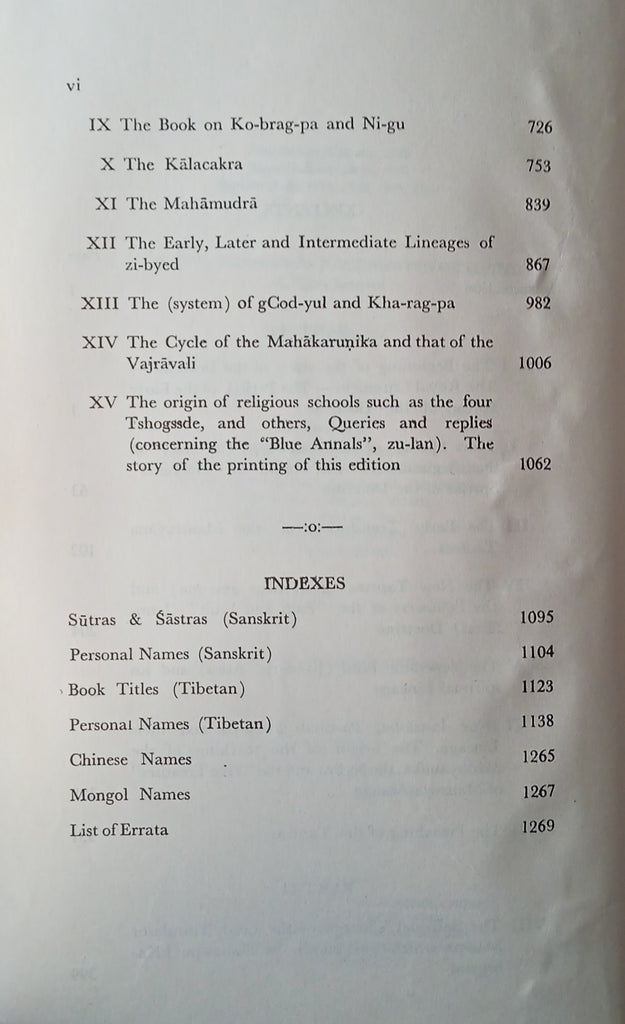 vi
IX The Book on Ko-brag-pa and Ni-gu 726
X The Kālacakra 753
XI The Mahāmudrā 839
XII The Early, Later and Intermediate Lineages of
zi-byed 867
XIII The (system) of gCod-yul and Kha-rag-pa 982
XIV The Cycle of the Mahākaruṇika and that of the
Vajrāvali 1006
XV The origin of religious schools such as the four
Tshogssde, and others, Queries and replies
(concerning the “Blue Annals”, zu-lan). The
story of the printing of this edition 1062
—:o:—
INDEXES
Sūtras & Śāstras (Sanskrit) 1095
Personal Names (Sanskrit) 1104
Book Titles (Tibetan) 1123
Personal Names (Tibetan) 1138
Chinese Names 1265
Mongol Names 1267
List of Errata 1269